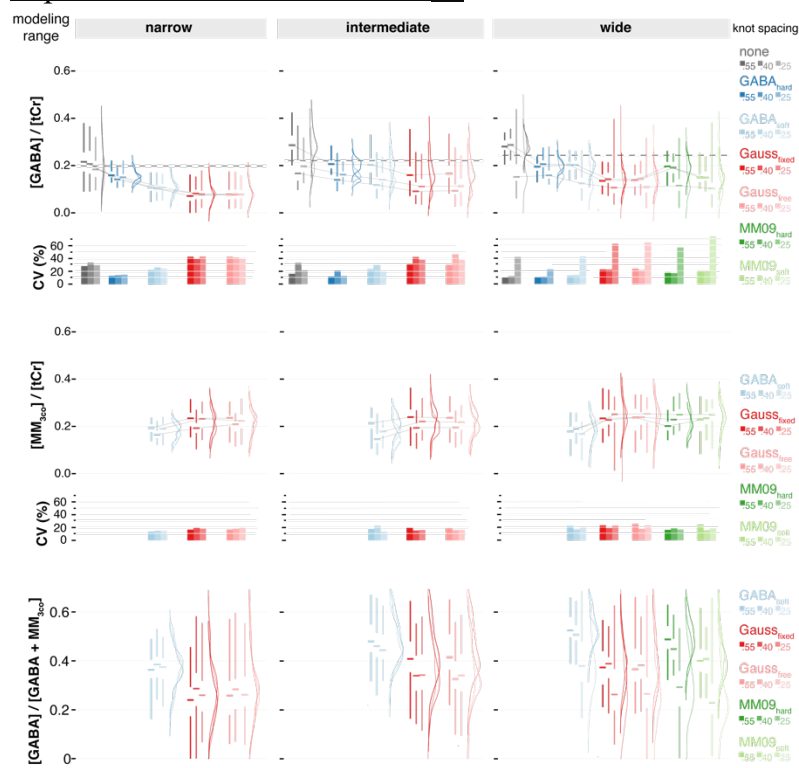 modeling range
narrow
intermediate
wide
knot spacing
[GABA] / [tCr]
0.6
0.4
0.2
0.0
none
.55 .40 .25
GABAhard
.55 .40 .25
GABAsoft
.55 .40 .25
Gaussfixed
.55 .40 .25
Gaussfree
.55 .40 .25
MM09hard
.55 .40 .25
MM09soft
.55 .40 .25
CV (%)
60
40
20
0
[MM3co] / [tCr]
0.6
0.4
0.2
0.0
GABAsoft
.55 .40 .25
Gaussfixed
.55 .40 .25
Gaussfree
.55 .40 .25
MM09hard
.55 .40 .25
MM09soft
.55 .40 .25
CV (%)
60
40
20
0
[GABA] / [GABA + MM3co]
0.6
0.4
0.2
0
GABAsoft
.55 .40 .25
Gaussfixed
.55 .40 .25
Gaussfree
.55 .40 .25
MM09hard
.55 .40 .25
MM09soft
.55 .40 .25